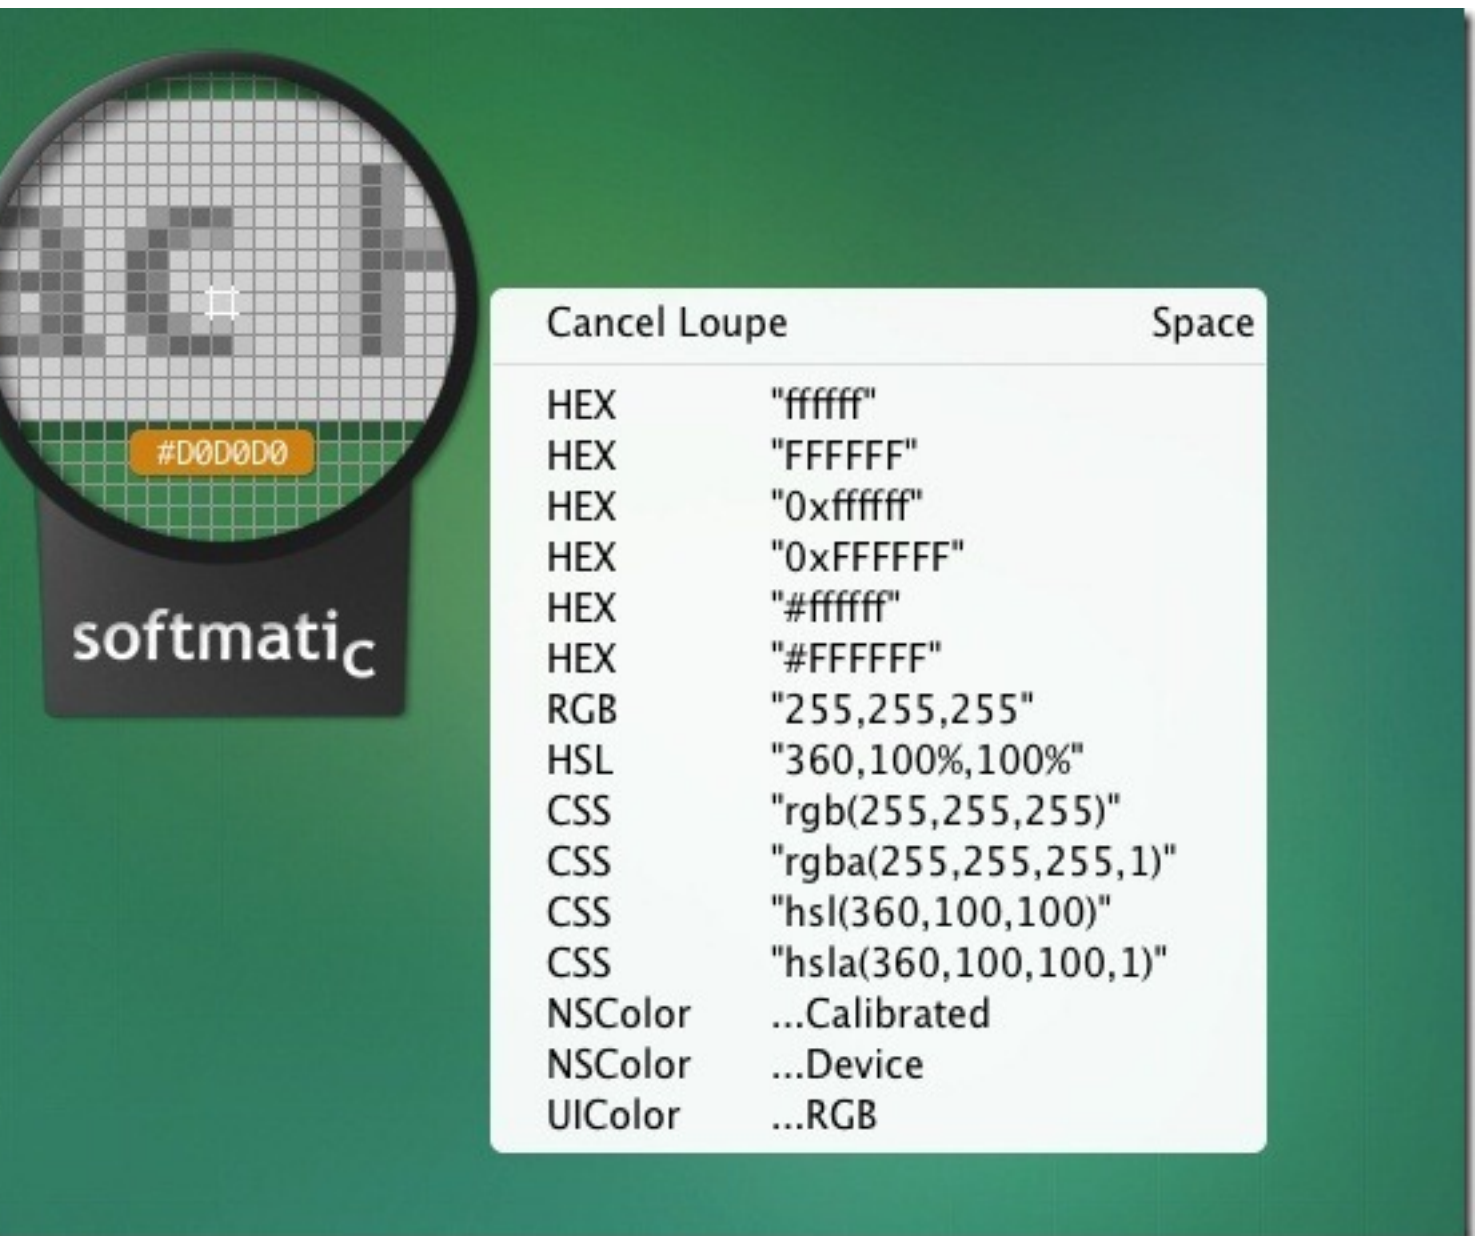 ach
#D0D0D0
softmatic
Cancel Loupe Space
HEX "ffffff"
HEX "FFFFFF"
HEX "0xffffff"
HEX "0xFFFFFF"
HEX "#ffffff"
HEX "#FFFFFF"
RGB "255,255,255"
HSL "360,100%,100%"
CSS "rgb(255,255,255)"
CSS "rgba(255,255,255,1)"
CSS "hsl(360,100,100)"
CSS "hsla(360,100,100,1)"
NSColor ...Calibrated
NSColor ...Device
UIColor ...RGB